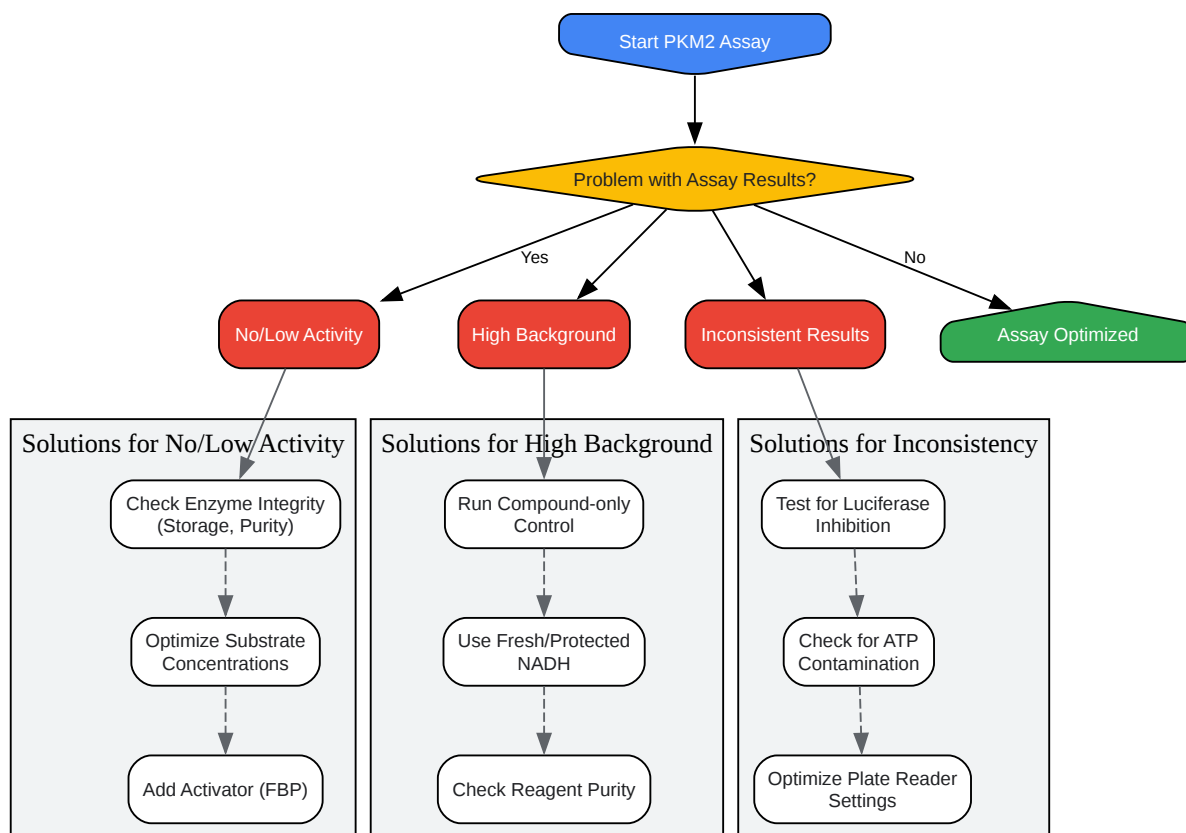 Start PKM2 Assay
Problem with Assay Results?
Yes
No
No/Low Activity
High Background
Inconsistent Results
Assay Optimized
Solutions for No/Low Activity
Solutions for High Background
Solutions for Inconsistency
Check Enzyme Integrity
(Storage, Purity)
Run Compound-only
Control
Test for Luciferase
Inhibition
Optimize Substrate
Concentrations
Use Fresh/Protected
NADH
Check for ATP
Contamination
Add Activator (FBP)
Check Reagent Purity
Optimize Plate Reader
Settings